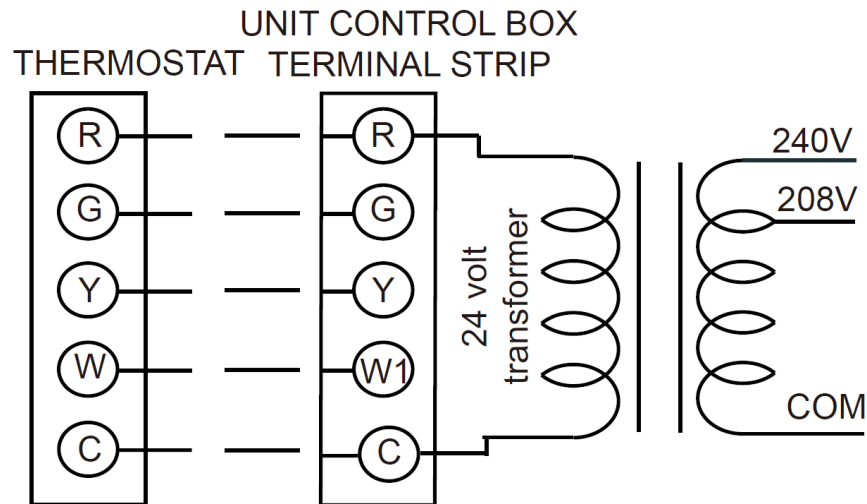 UNIT CONTROL BOX
THERMOSTAT TERMINAL STRIP
R R
G G
Y Y
W W1
C C
24 volt
transformer
240V
208V
COM